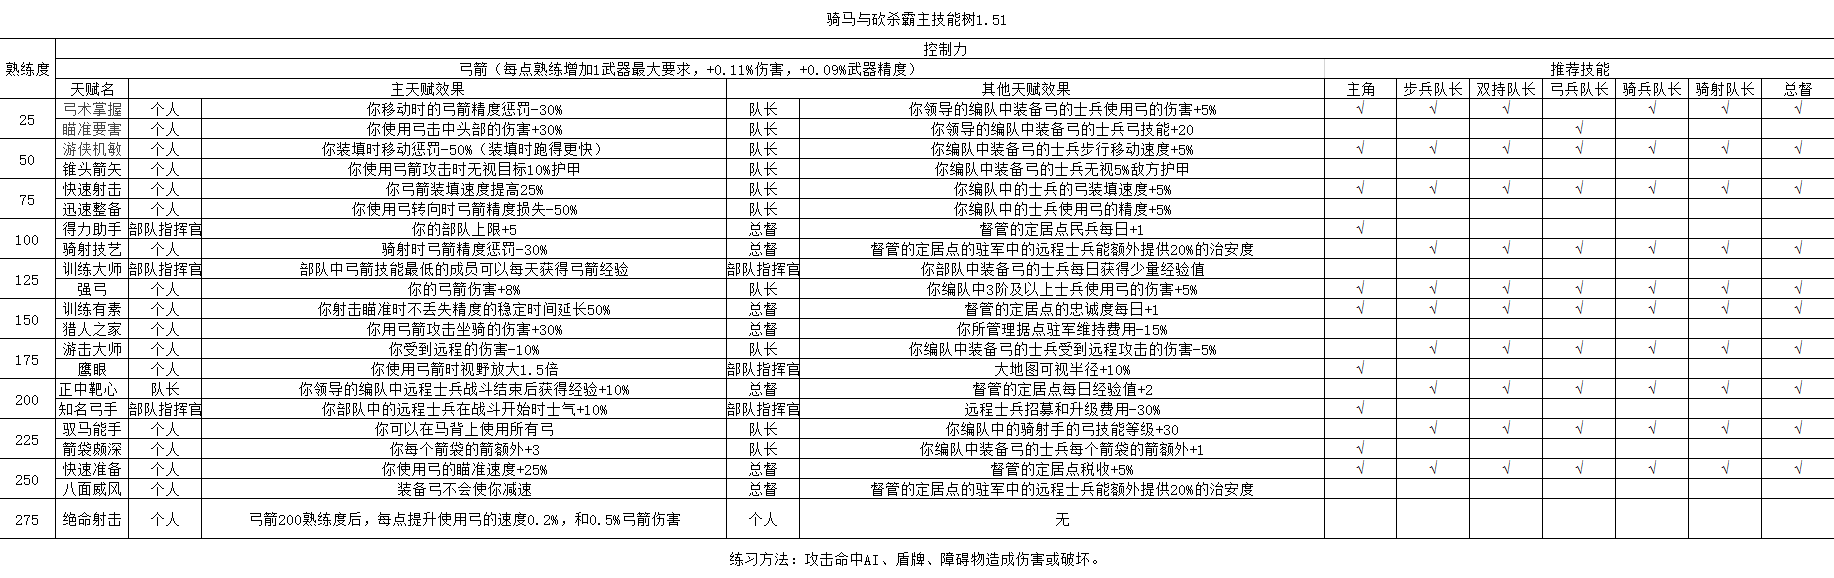 骑马与砍杀霸主技能树1.51
熟练度 控制力
弓箭（每点熟练增加1武器最大要求，+0.11%伤害，+0.09%武器精度） 推荐技能
天赋名 主天赋效果 其他天赋效果 主角 步兵队长 双持队长 弓兵队长 骑兵队长 骑射队长 总督
25 弓术掌握 个人 你移动时的弓箭精度惩罚-30% 队长 你领导的编队中装备弓的士兵使用弓的伤害+5% √ √ √ √ √ √
瞄准要害 个人 你使用弓击中头部的伤害+30% 队长 你领导的编队中装备弓的士兵弓技能+20 √
50 游侠机敏 个人 你装填时移动惩罚-50%（装填时跑得更快） 队长 你编队中装备弓的士兵步行移动速度+5% √ √ √ √ √ √ √
锥头箭矢 个人 你使用弓箭攻击时无视目标10%护甲 队长 你编队中装备弓的士兵无视5%敌方护甲
75 快速射击 个人 你弓箭装填速度提高25% 队长 你编队中的士兵的弓装填速度+5% √ √ √ √ √ √ √
迅速整备 个人 你使用弓转向时弓箭精度损失-50% 队长 你编队中的士兵使用弓的精度+5%
100 得力助手 部队指挥官 你的部队上限+5 总督 督管的定居点民兵每日+1 √
骑射技艺 个人 骑射时弓箭精度惩罚-30% 总督 督管的定居点的驻军中的远程士兵能额外提供20%的治安度 √ √ √ √ √ √
125 训练大师 部队指挥官 部队中弓箭技能最低的成员可以每天获得弓箭经验 部队指挥官 你部队中装备弓的士兵每日获得少量经验值
强弓 个人 你的弓箭伤害+8% 队长 你编队中3阶及以上士兵使用弓的伤害+5% √ √ √ √ √ √ √
150 训练有素 个人 你射击瞄准时不丢失精度的稳定时间延长50% 总督 督管的定居点的忠诚度每日+1 √ √ √ √ √ √ √
猎人之家 个人 你用弓箭攻击坐骑的伤害+30% 总督 你所管理据点驻军维持费用-15%
175 游击大师 个人 你受到远程的伤害-10% 队长 你编队中装备弓的士兵受到远程攻击的伤害-5% √ √ √ √ √ √
鹰眼 个人 你使用弓箭时视野放大1.5倍 部队指挥官 大地图可视半径+10% √
200 正中靶心 队长 你领导的编队中远程士兵战斗结束后获得经验+10% 总督 督管的定居点每日经验值+2 √ √ √ √ √ √
知名弓手 部队指挥官 你部队中的远程士兵在战斗开始时士气+10% 部队指挥官 远程士兵招募和升级费用-30% √
225 驭马能手 个人 你可以在马背上使用所有弓 队长 你编队中的骑射手的弓技能等级+30 √ √ √ √ √ √
箭袋颇深 个人 你每个箭袋的箭额外+3 队长 你编队中装备弓的士兵每个箭袋的箭额外+1 √
250 快速准备 个人 你使用弓的瞄准速度+25% 总督 督管的定居点税收+5% √ √ √ √ √ √ √
八面威风 个人 装备弓不会使你减速 总督 督管的定居点的驻军中的远程士兵能额外提供20%的治安度
275 绝命射击 个人 弓箭200熟练度后，每点提升使用弓的速度0.2%，和0.5%弓箭伤害 个人 无
练习方法：攻击命中AI、盾牌、障碍物造成伤害或破坏。